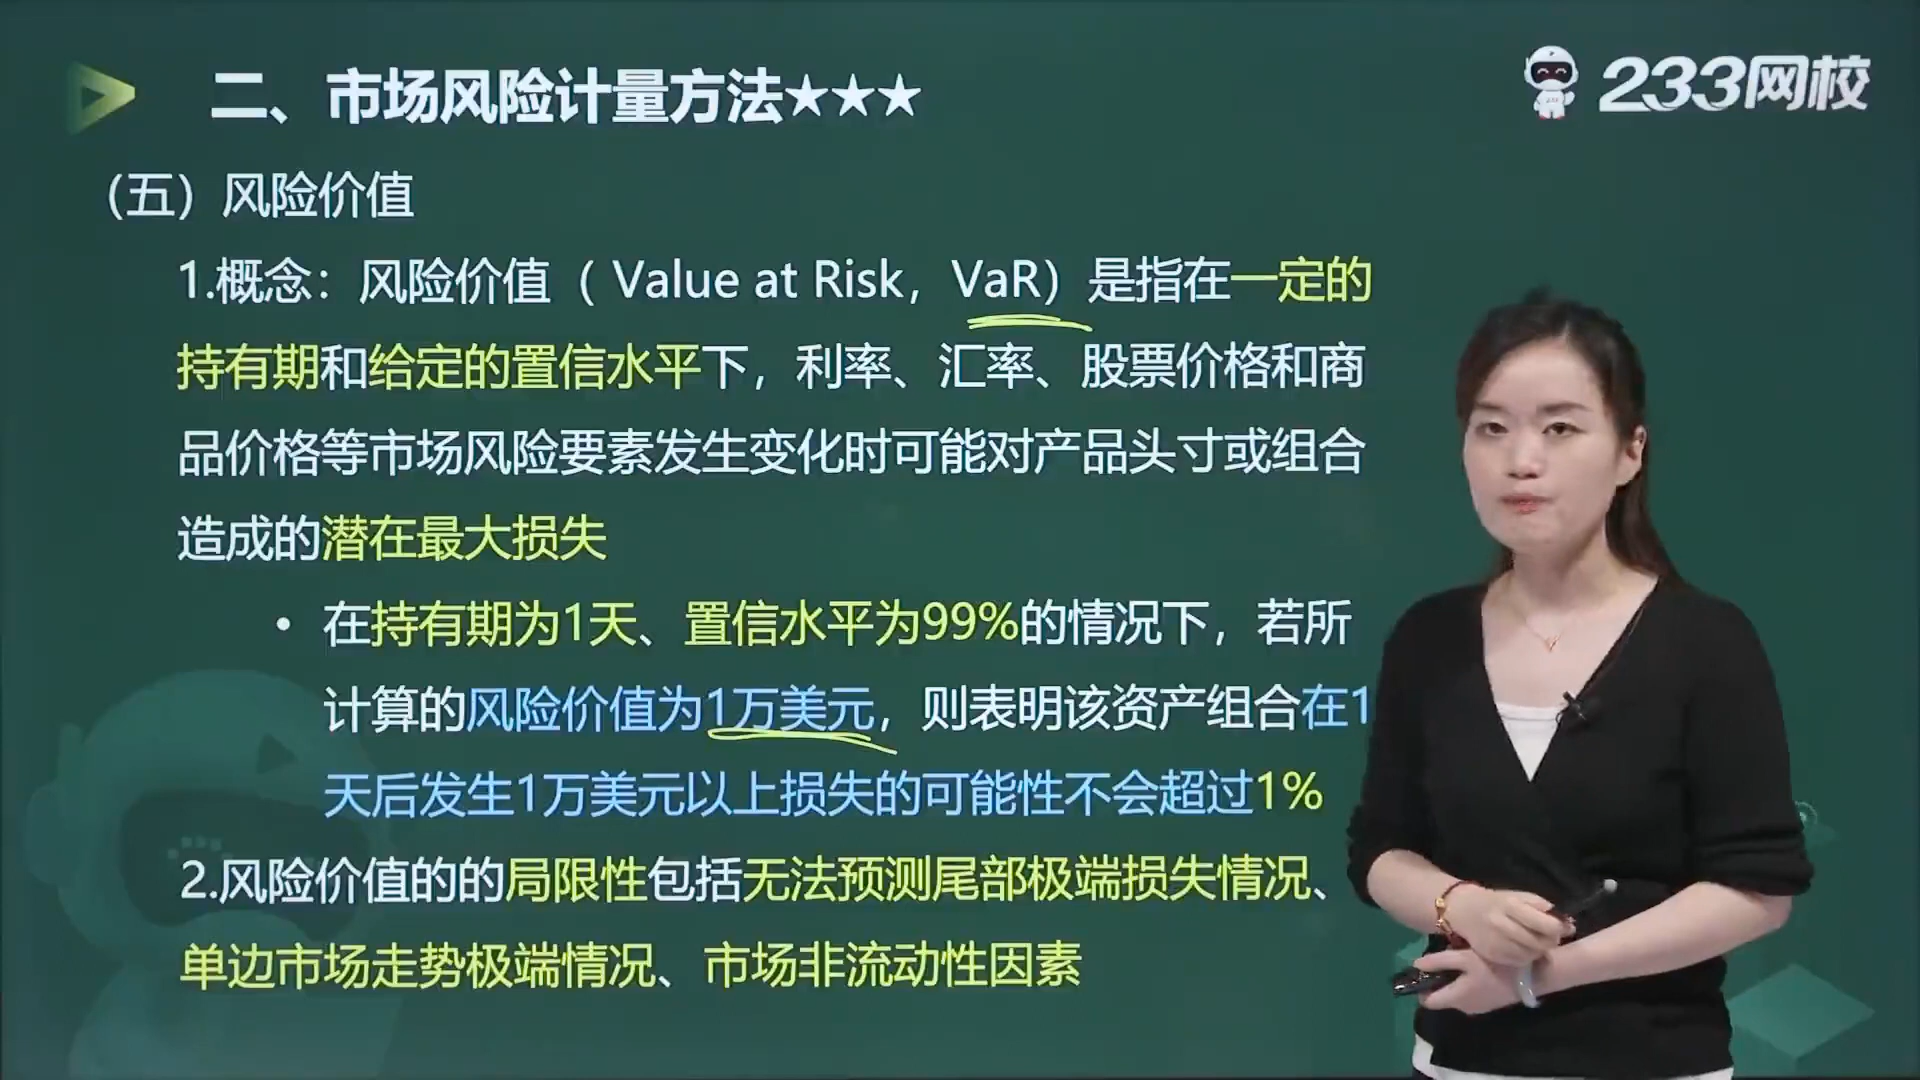 二、市场风险计量方法★★★
233网校
（五）风险价值
1.概念：风险价值（ Value at Risk，VaR）是指在一定的
持有期和给定的置信水平下，利率、汇率、股票价格和商
品价格等市场风险要素发生变化时可能对产品头寸或组合
造成的潜在最大损失
• 在持有期为1天、置信水平为99%的情况下，若所
计算的风险价值为1万美元，则表明该资产组合在1
天后发生1万美元以上损失的可能性不会超过1%
2.风险价值的的局限性包括无法预测尾部极端损失情况、
单边市场走势极端情况、市场非流动性因素